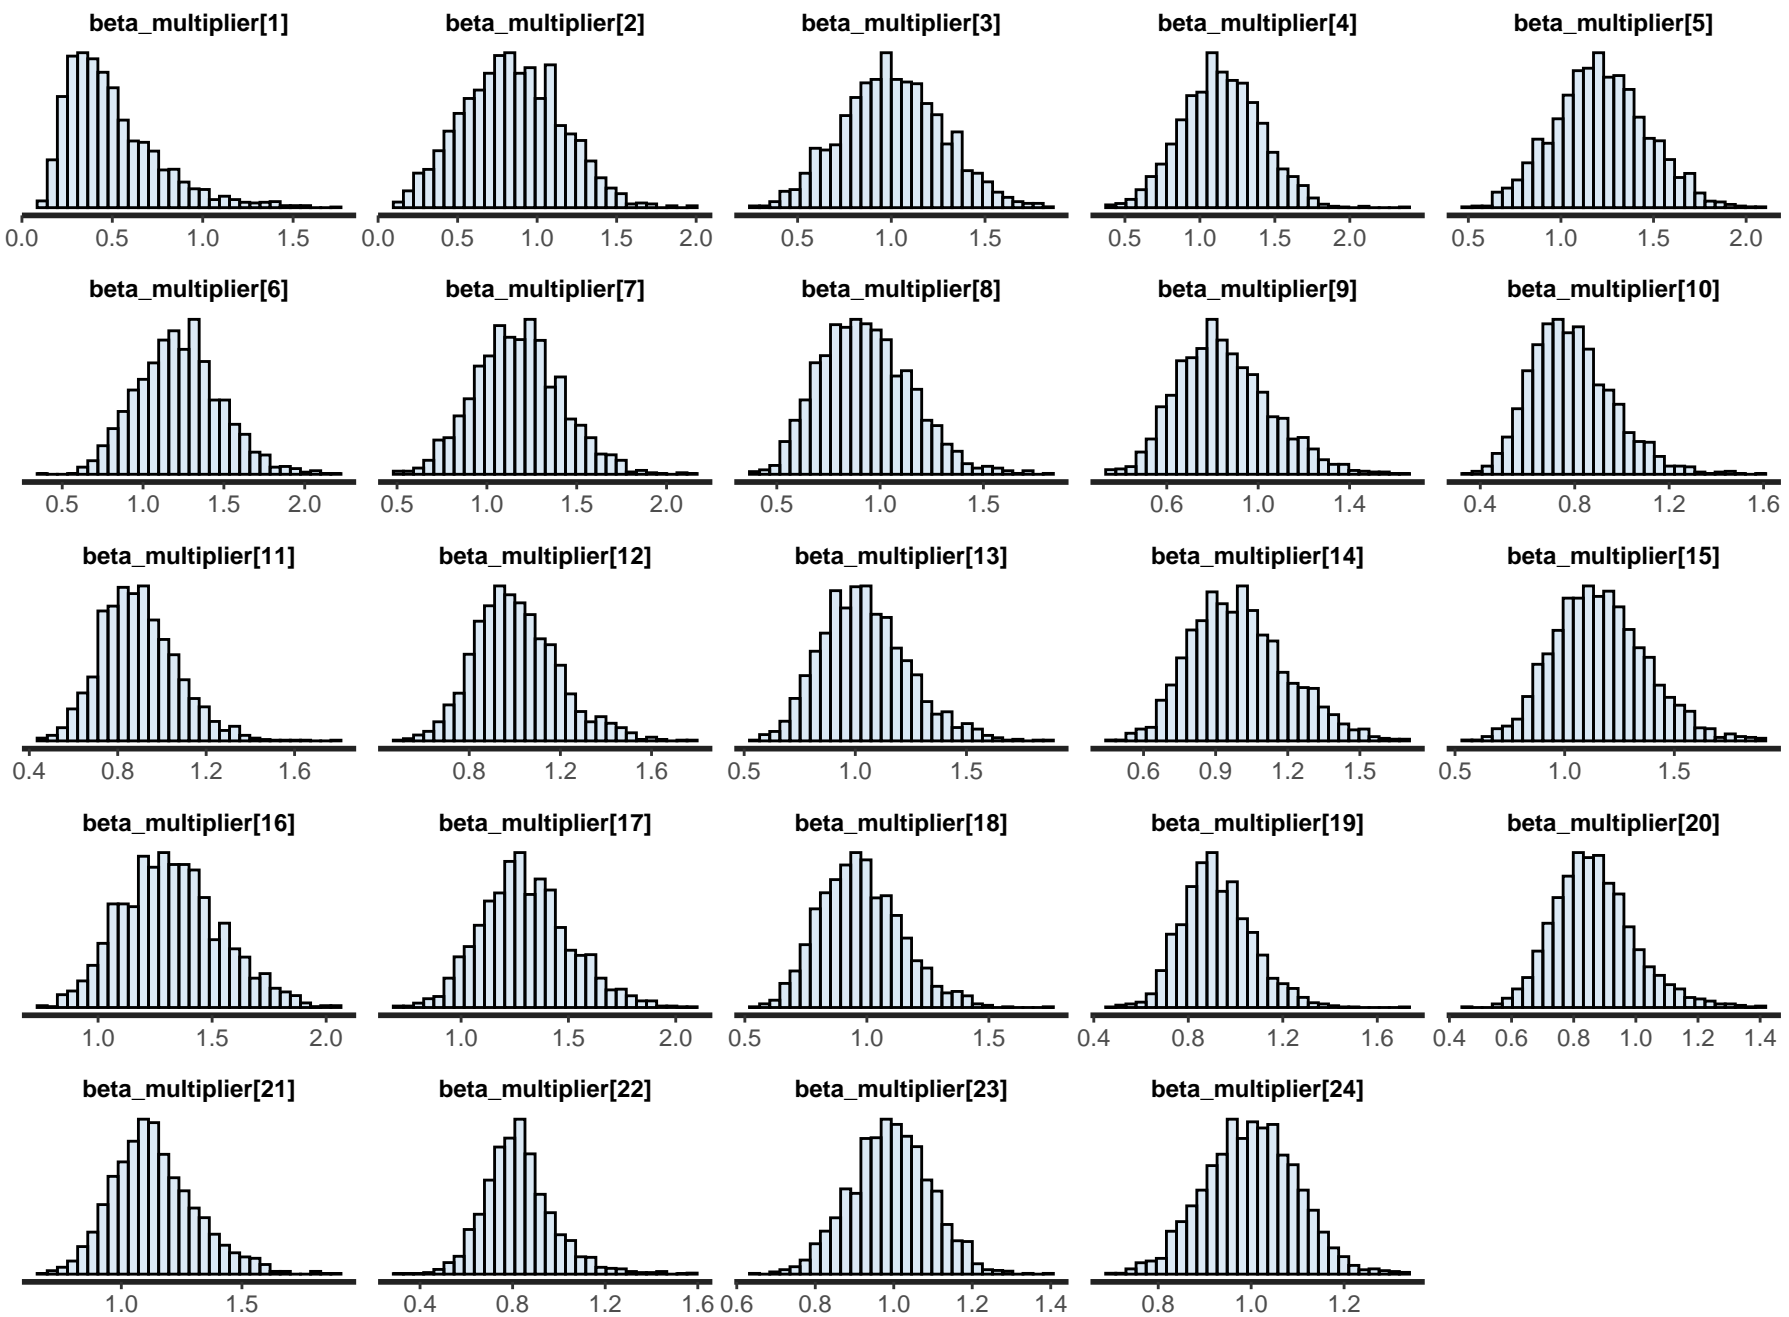 beta_multiplier[1] beta_multiplier[2] beta_multiplier[3] beta_multiplier[4] beta_multiplier[5]
0.0 0.5 1.0 1.5 0.0 0.5 1.0 1.5 2.0 0.5 1.0 1.5 0.5 1.0 1.5 2.0 0.5 1.0 1.5 2.0
beta_multiplier[6] beta_multiplier[7] beta_multiplier[8] beta_multiplier[9] beta_multiplier[10]
0.5 1.0 1.5 2.0 0.5 1.0 1.5 2.0 0.5 1.0 1.5 0.6 1.0 1.4 0.4 0.8 1.2 1.6
beta_multiplier[11] beta_multiplier[12] beta_multiplier[13] beta_multiplier[14] beta_multiplier[15]
0.4 0.8 1.2 1.6 0.8 1.2 1.6 0.5 1.0 1.5 0.6 0.9 1.2 1.5 0.5 1.0 1.5
beta_multiplier[16] beta_multiplier[17] beta_multiplier[18] beta_multiplier[19] beta_multiplier[20]
1.0 1.5 2.0 1.0 1.5 2.0 0.5 1.0 1.5 0.4 0.8 1.2 1.6 0.4 0.6 0.8 1.0 1.2 1.4
beta_multiplier[21] beta_multiplier[22] beta_multiplier[23] beta_multiplier[24]
1.0 1.5 0.4 0.8 1.2 1.6 0.6 0.8 1.0 1.2 1.4 0.8 1.0 1.2